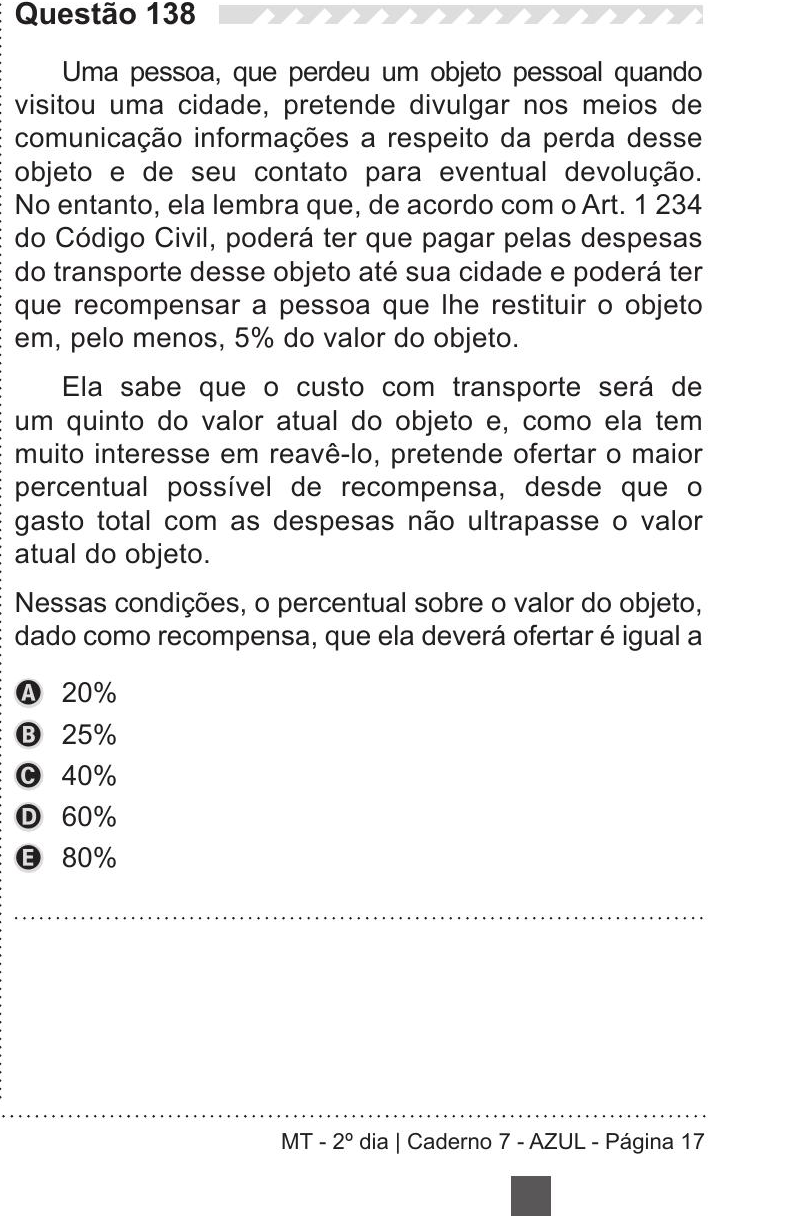 Questão 138
Uma pessoa, que perdeu um objeto pessoal quando
visitou uma cidade, pretende divulgar nos meios de
comunicação informações a respeito da perda desse
objeto e de seu contato para eventual devolução.
No entanto, ela lembra que, de acordo com o Art. 1 234
do Código Civil, poderá ter que pagar pelas despesas
do transporte desse objeto até sua cidade e poderá ter
que recompensar a pessoa que lhe restituir o objeto
em, pelo menos, 5% do valor do objeto.
Ela sabe que o custo com transporte será de
um quinto do valor atual do objeto e, como ela tem
muito interesse em reavê-lo, pretende ofertar o maior
percentual possível de recompensa, desde que o
gasto total com as despesas não ultrapasse o valor
atual do objeto.
Nessas condições, o percentual sobre o valor do objeto,
dado como recompensa, que ela deverá ofertar é igual a
A 20%
B 25%
C 40%
D 60%
E 80%
MT - 2º dia | Caderno 7 - AZUL - Página 17